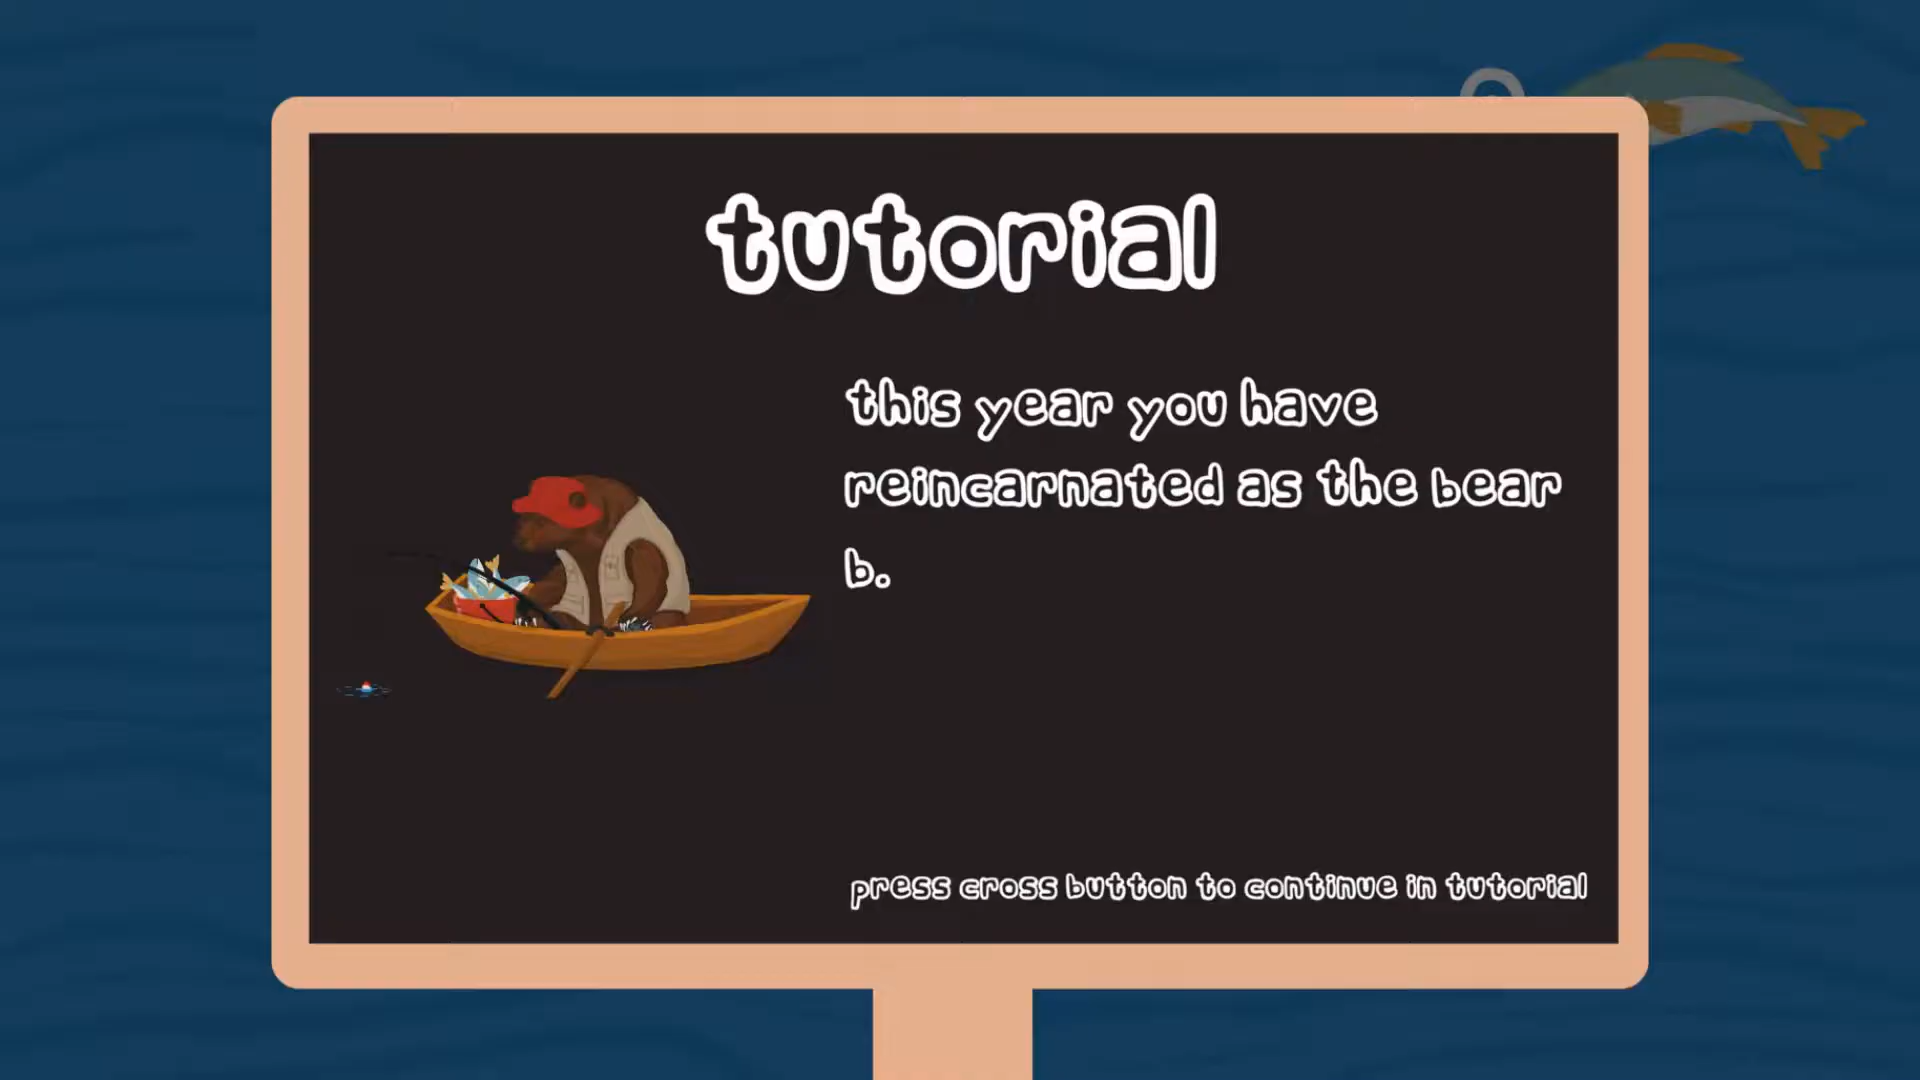 tutorial
this year you have
reincarnated as the bear
b.
press cross button to continue in tutorial